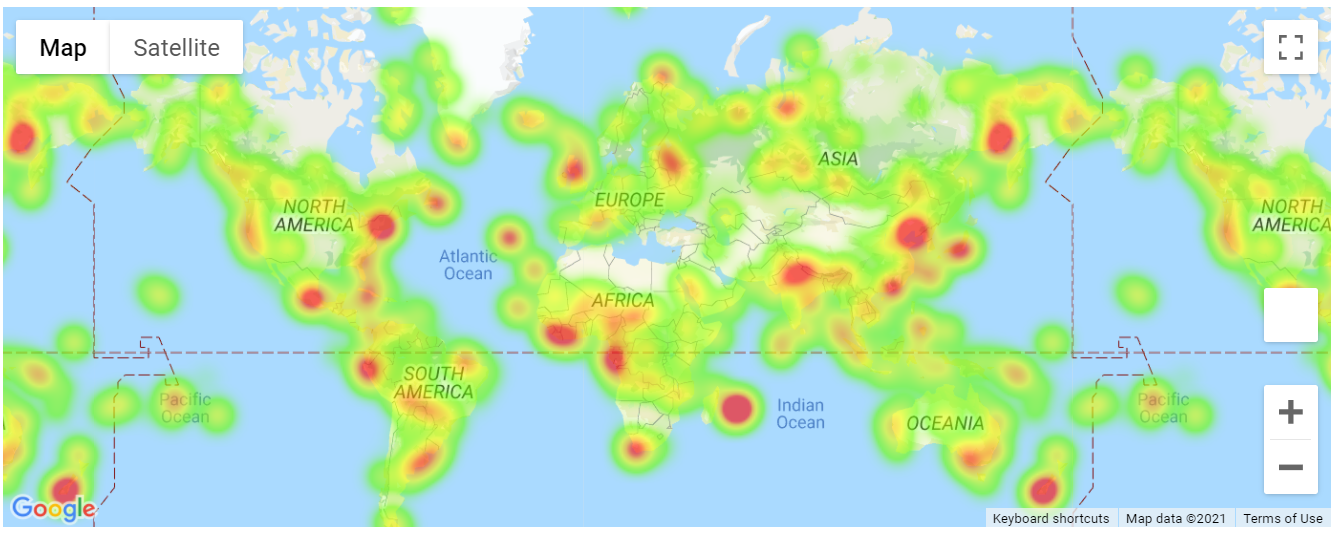 Map
Satellite
ASIA
EUROPE
NORTH
AMERICA
NORTH
AMERICA
Atlantic
Ocean
AFRICA
SOUTH
AMERICA
Pacific
Ocean
Indian
Ocean
OCEANIA
Pacific
Ocean
Google
Keyboard shortcuts
Map data ©2021
Terms of Use